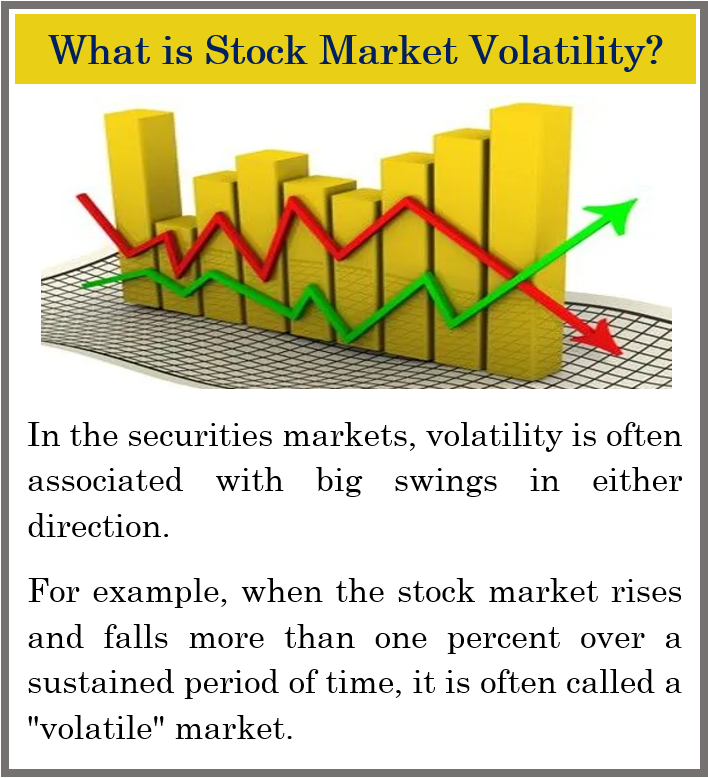 What is Stock Market Volatility?
In the securities markets, volatility is often
associated with big swings in either
direction.
For example, when the stock market rises
and falls more than one percent over a
sustained period of time, it is often called a
"volatile" market.